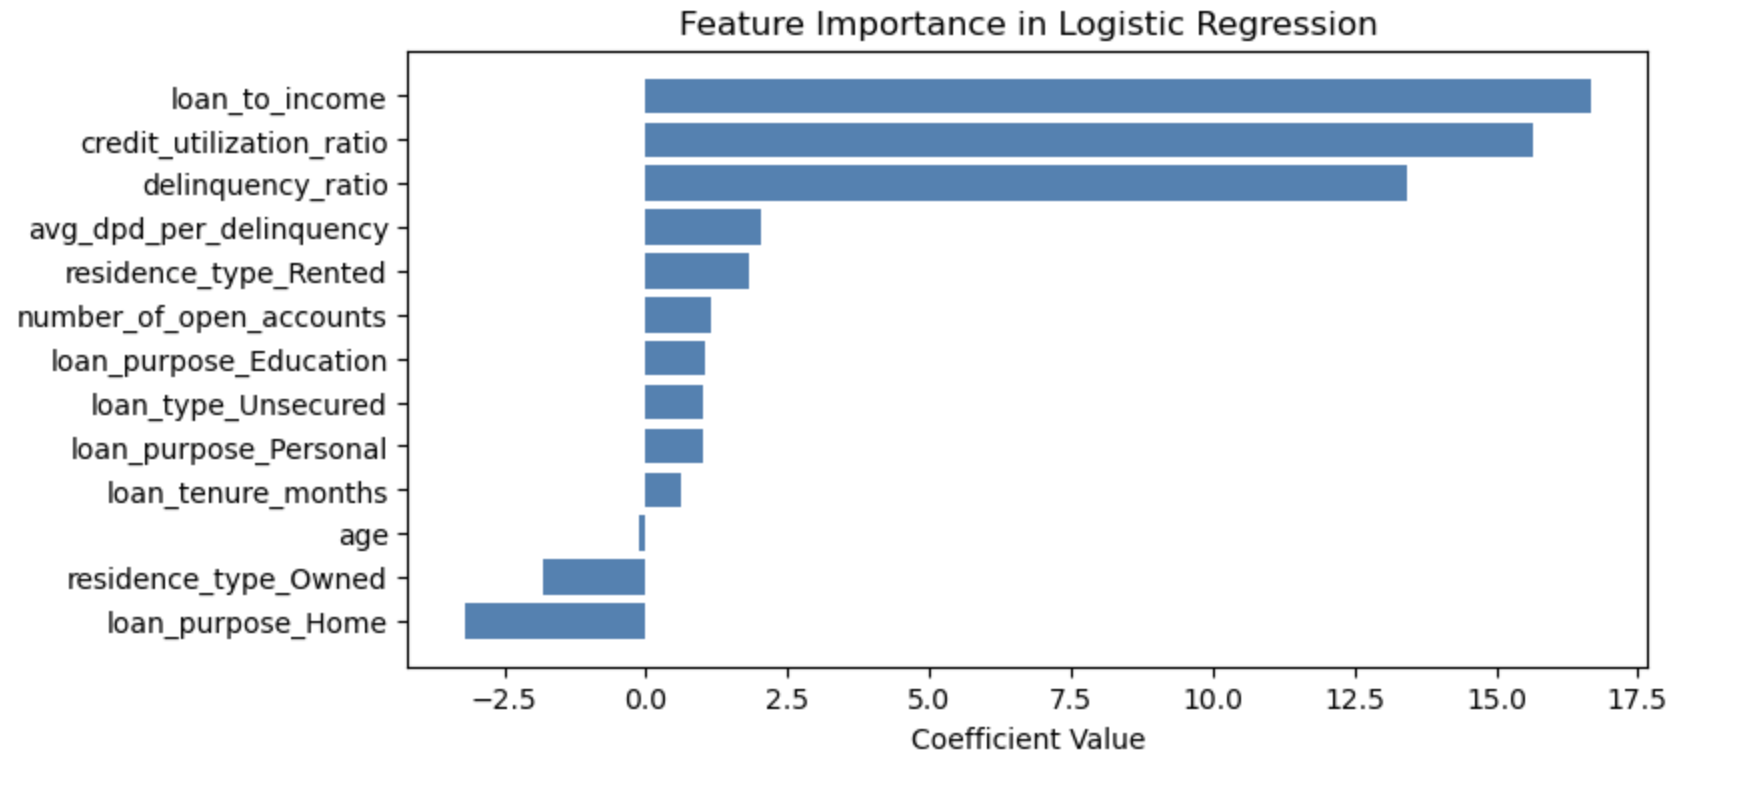 Feature Importance in Logistic Regression
loan_to_income
credit_utilization_ratio
delinquency_ratio
avg_dpd_per_delinquency
residence_type_Rented
number_of_open_accounts
loan_purpose_Education
loan_type_Unsecured
loan_purpose_Personal
loan_tenure_months
age
residence_type_Owned
loan_purpose_Home
−2.5 0.0 2.5 5.0 7.5 10.0 12.5 15.0 17.5
Coefficient Value